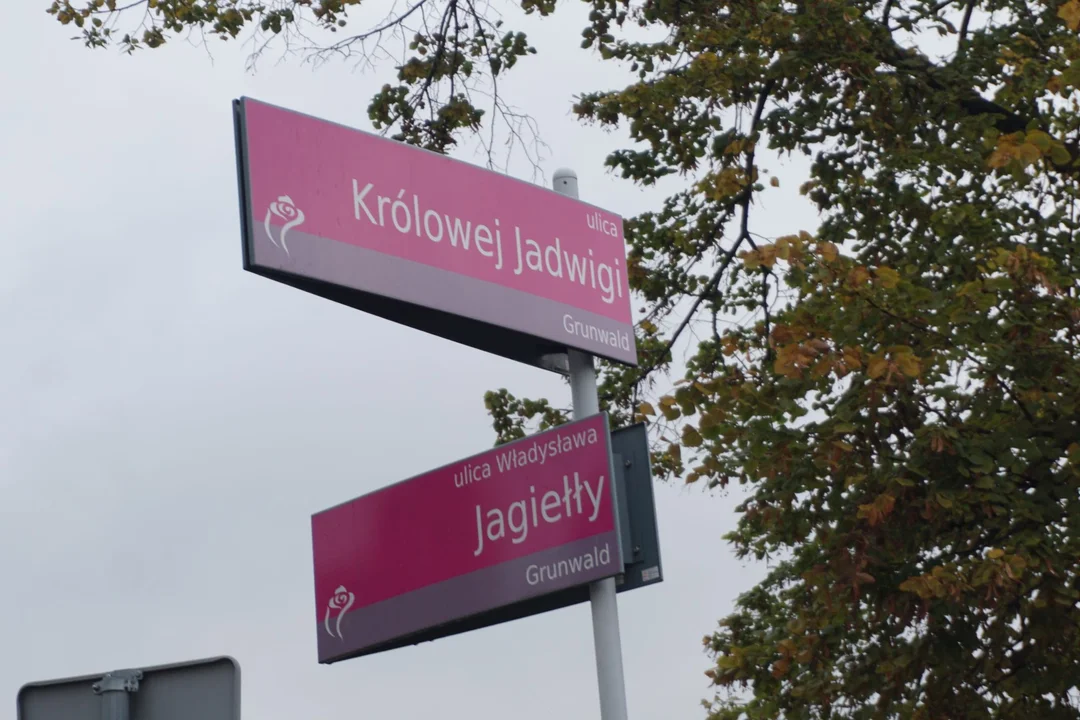 ulica
Królowej Jadwigi
Grunwald
ulica Władysława
Jagiełły
Grunwald